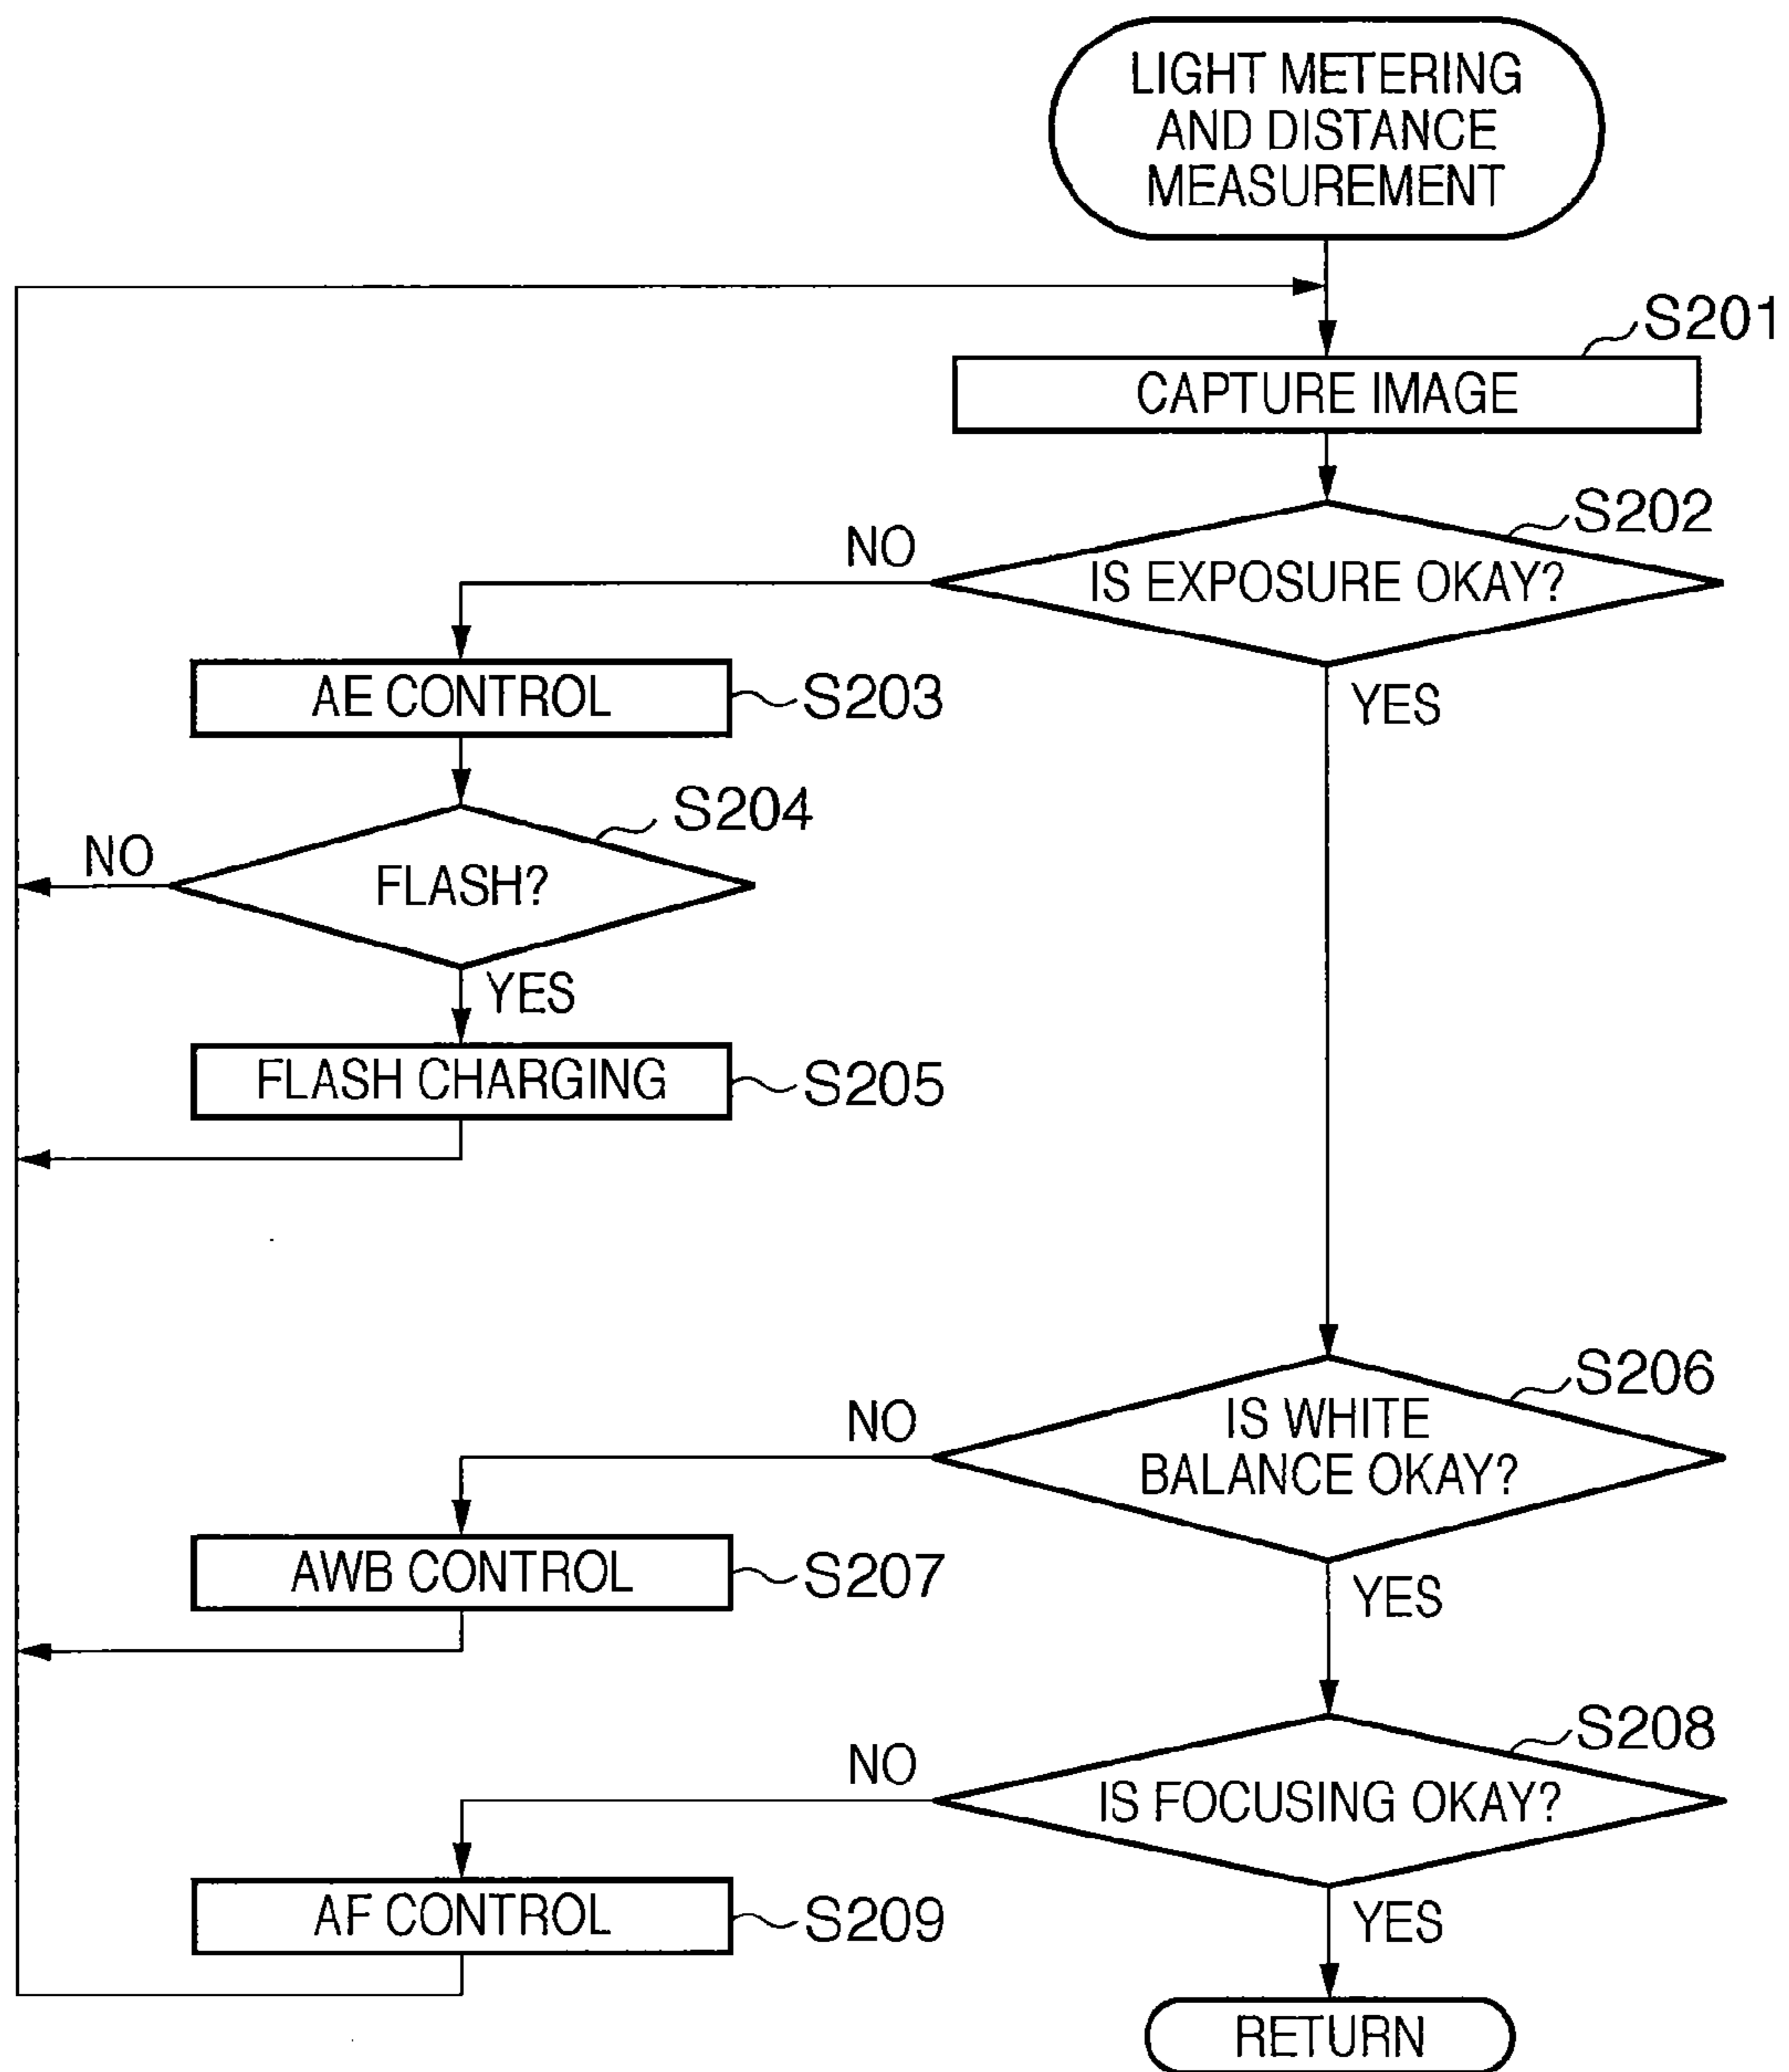 LIGHT METERING
AND DISTANCE
MEASUREMENT
S201
CAPTURE IMAGE
S202
NO
IS EXPOSURE OKAY?
YES
AE CONTROL
S203
S204
NO
FLASH?
YES
FLASH CHARGING
S205
S206
NO
IS WHITE
BALANCE OKAY?
YES
AWB CONTROL
S207
S208
NO
IS FOCUSING OKAY?
YES
AF CONTROL
S209
RETURN